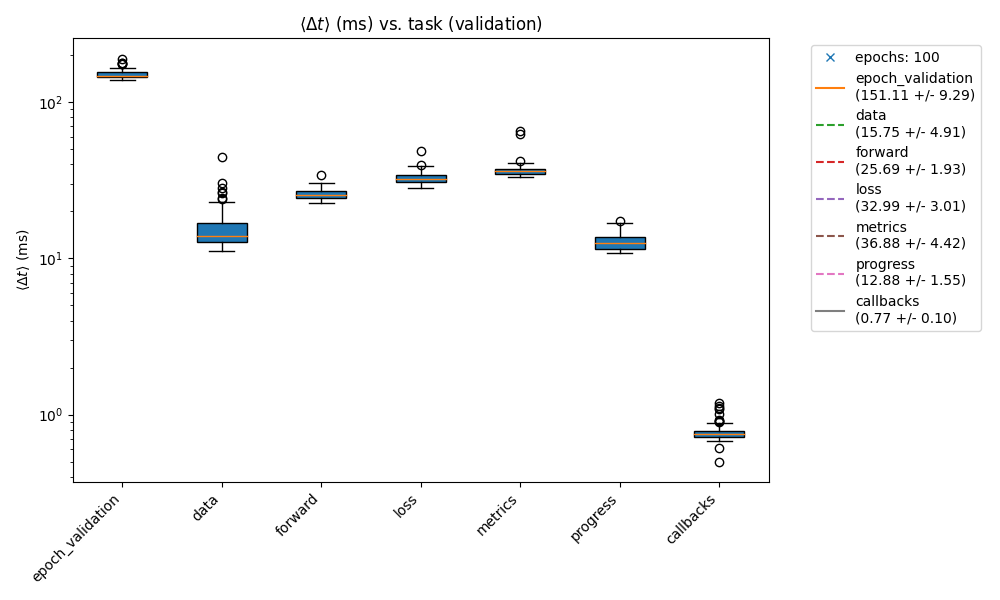 ⟨Δt⟩ (ms) vs. task (validation)
⟨Δt⟩ (ms)
10²
10¹
10⁰
epoch_validation
data
forward
loss
metrics
progress
callbacks
epochs: 100
epoch_validation
(151.11 +/- 9.29)
data
(15.75 +/- 4.91)
forward
(25.69 +/- 1.93)
loss
(32.99 +/- 3.01)
metrics
(36.88 +/- 4.42)
progress
(12.88 +/- 1.55)
callbacks
(0.77 +/- 0.10)